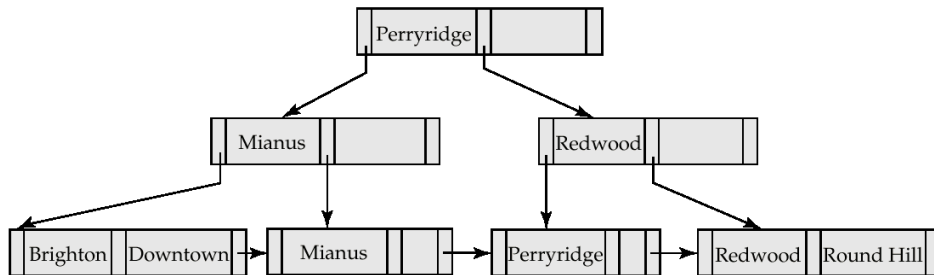 Perryridge
Mianus
Redwood
Brighton
Downtown
Mianus
Perryridge
Redwood
Round Hill